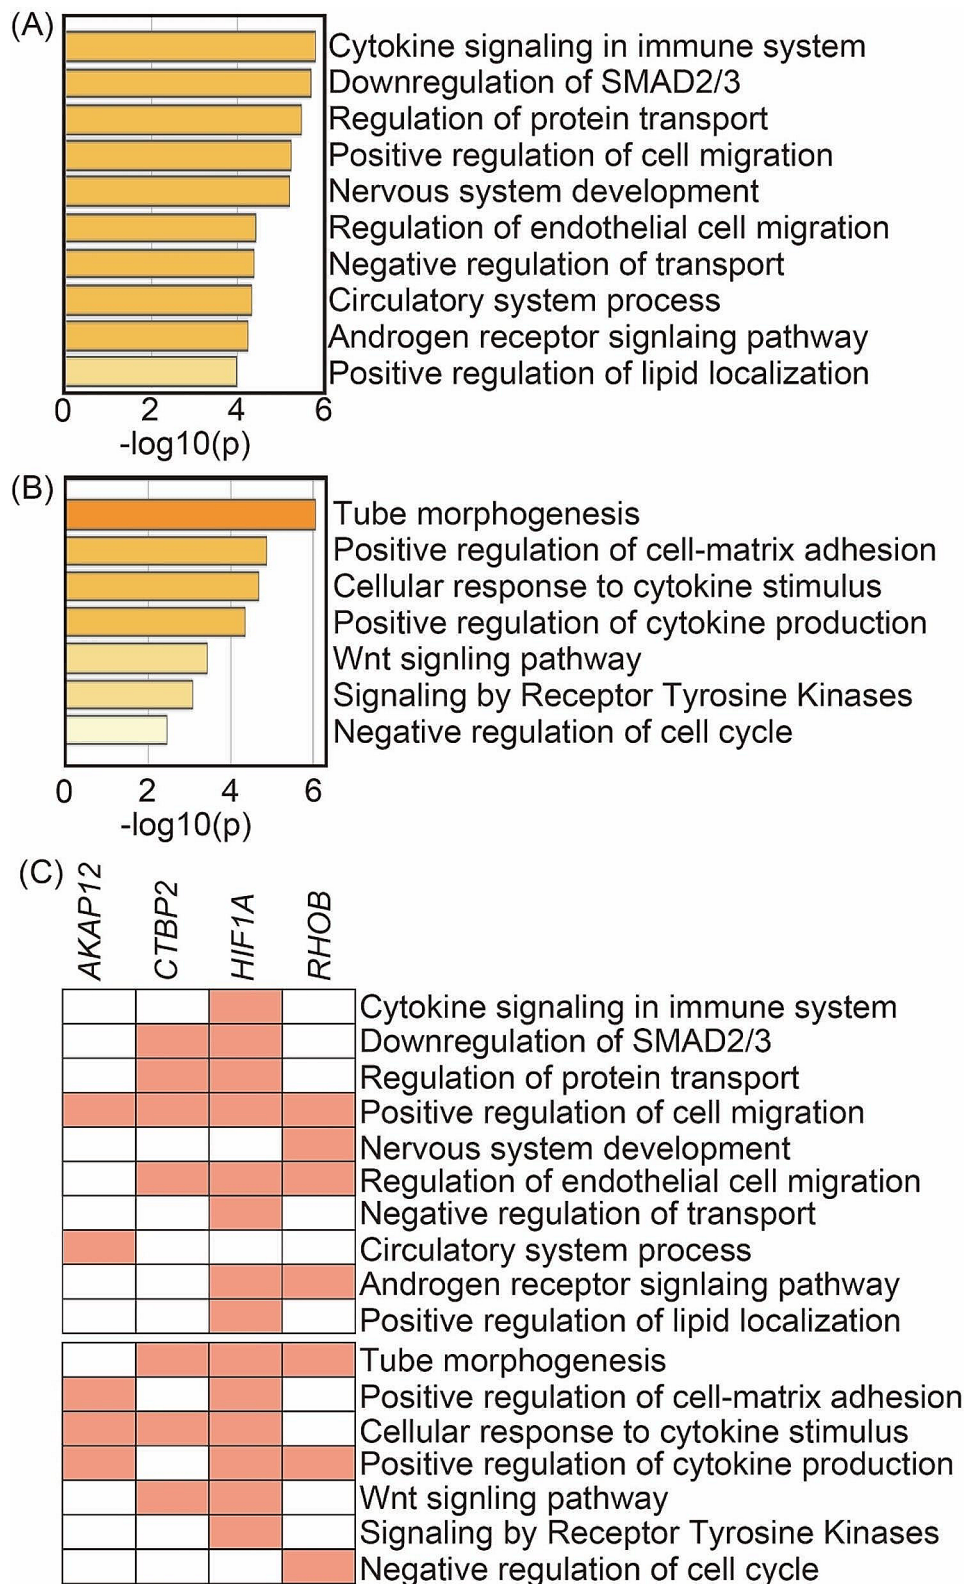 (A)
Cytokine signaling in immune system
Downregulation of SMAD2/3
Regulation of protein transport
Positive regulation of cell migration
Nervous system development
Regulation of endothelial cell migration
Negative regulation of transport
Circulatory system process
Androgen receptor signlaing pathway
Positive regulation of lipid localization
0 2 4 6
-log10(p)
(B)
Tube morphogenesis
Positive regulation of cell-matrix adhesion
Cellular response to cytokine stimulus
Positive regulation of cytokine production
Wnt signling pathway
Signaling by Receptor Tyrosine Kinases
Negative regulation of cell cycle
0 2 4 6
-log10(p)
(C)
AKAP12
CTBP2
HIF1A
RHOB
Cytokine signaling in immune system
Downregulation of SMAD2/3
Regulation of protein transport
Positive regulation of cell migration
Nervous system development
Regulation of endothelial cell migration
Negative regulation of transport
Circulatory system process
Androgen receptor signlaing pathway
Positive regulation of lipid localization
Tube morphogenesis
Positive regulation of cell-matrix adhesion
Cellular response to cytokine stimulus
Positive regulation of cytokine production
Wnt signling pathway
Signaling by Receptor Tyrosine Kinases
Negative regulation of cell cycle